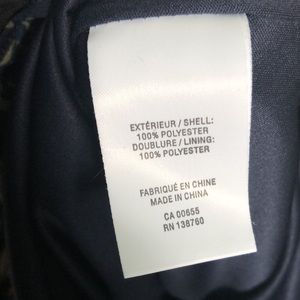 EXTÉRIEUR / SHELL:
100% POLYESTER
DOUBLURE / LINING:
100% POLYESTER
FABRIQUÉ EN CHINE
MADE IN CHINA
CA 00655
RN 138760